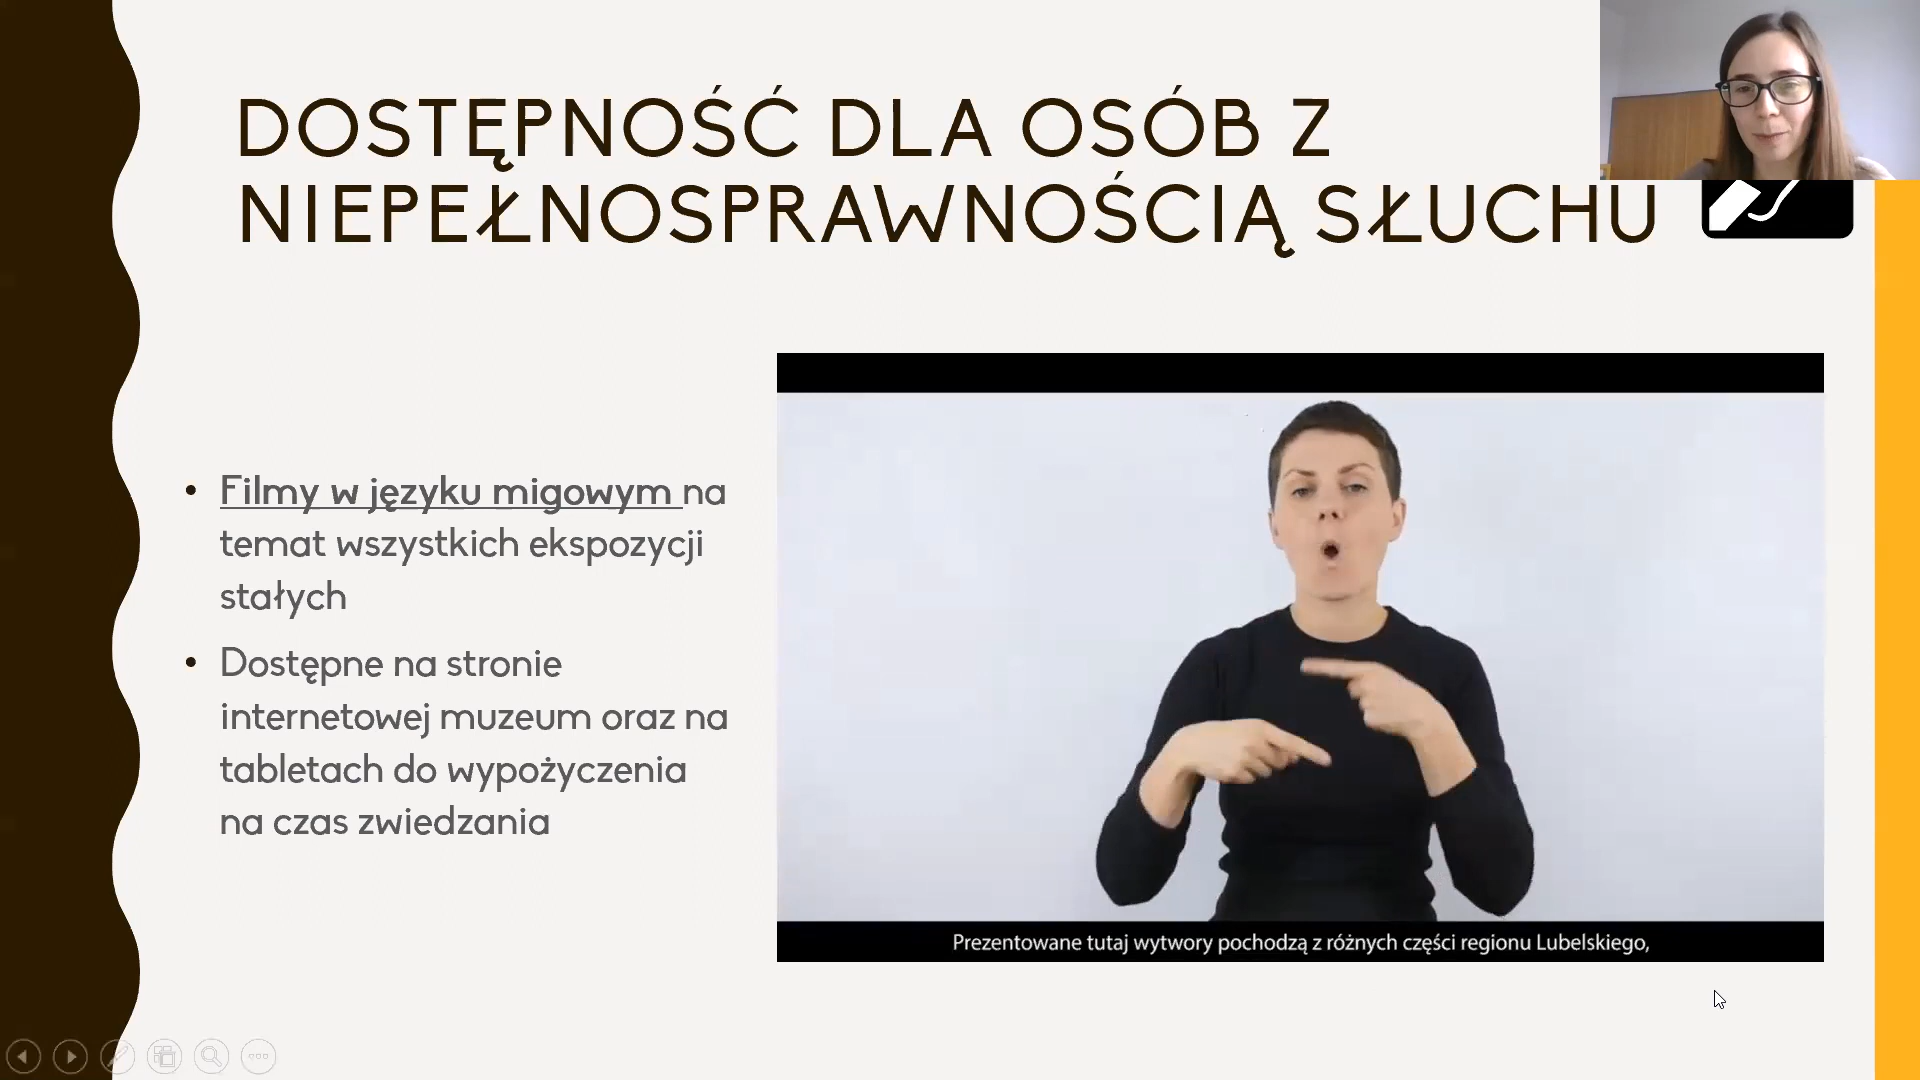 DOSTĘPNOŚĆ DLA OSÓB Z
NIEPEŁNOSPRAWNOŚCIĄ SŁUCHU
• Filmy w języku migowym na
temat wszystkich ekspozycji
stałych
• Dostępne na stronie
internetowej muzeum oraz na
tabletach do wypożyczenia
na czas zwiedzania
Prezentowane tutaj wytwory pochodzą z różnych części regionu Lubelskiego,